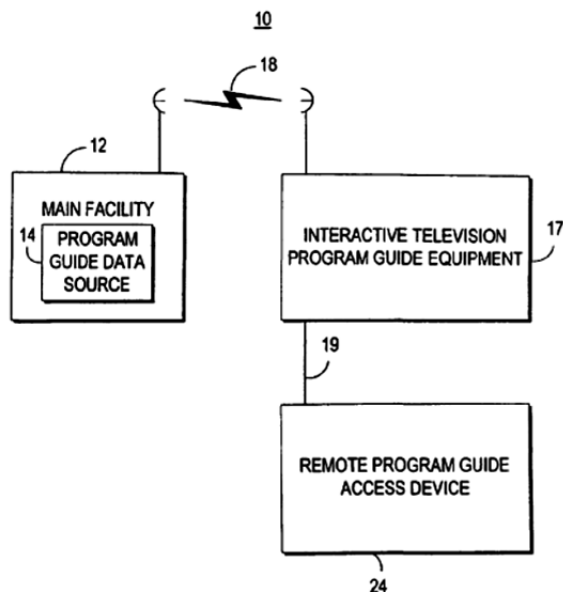 10
18
12
MAIN FACILITY
14
PROGRAM
GUIDE DATA
SOURCE
INTERACTIVE TELEVISION
PROGRAM GUIDE EQUIPMENT
17
19
REMOTE PROGRAM GUIDE
ACCESS DEVICE
24